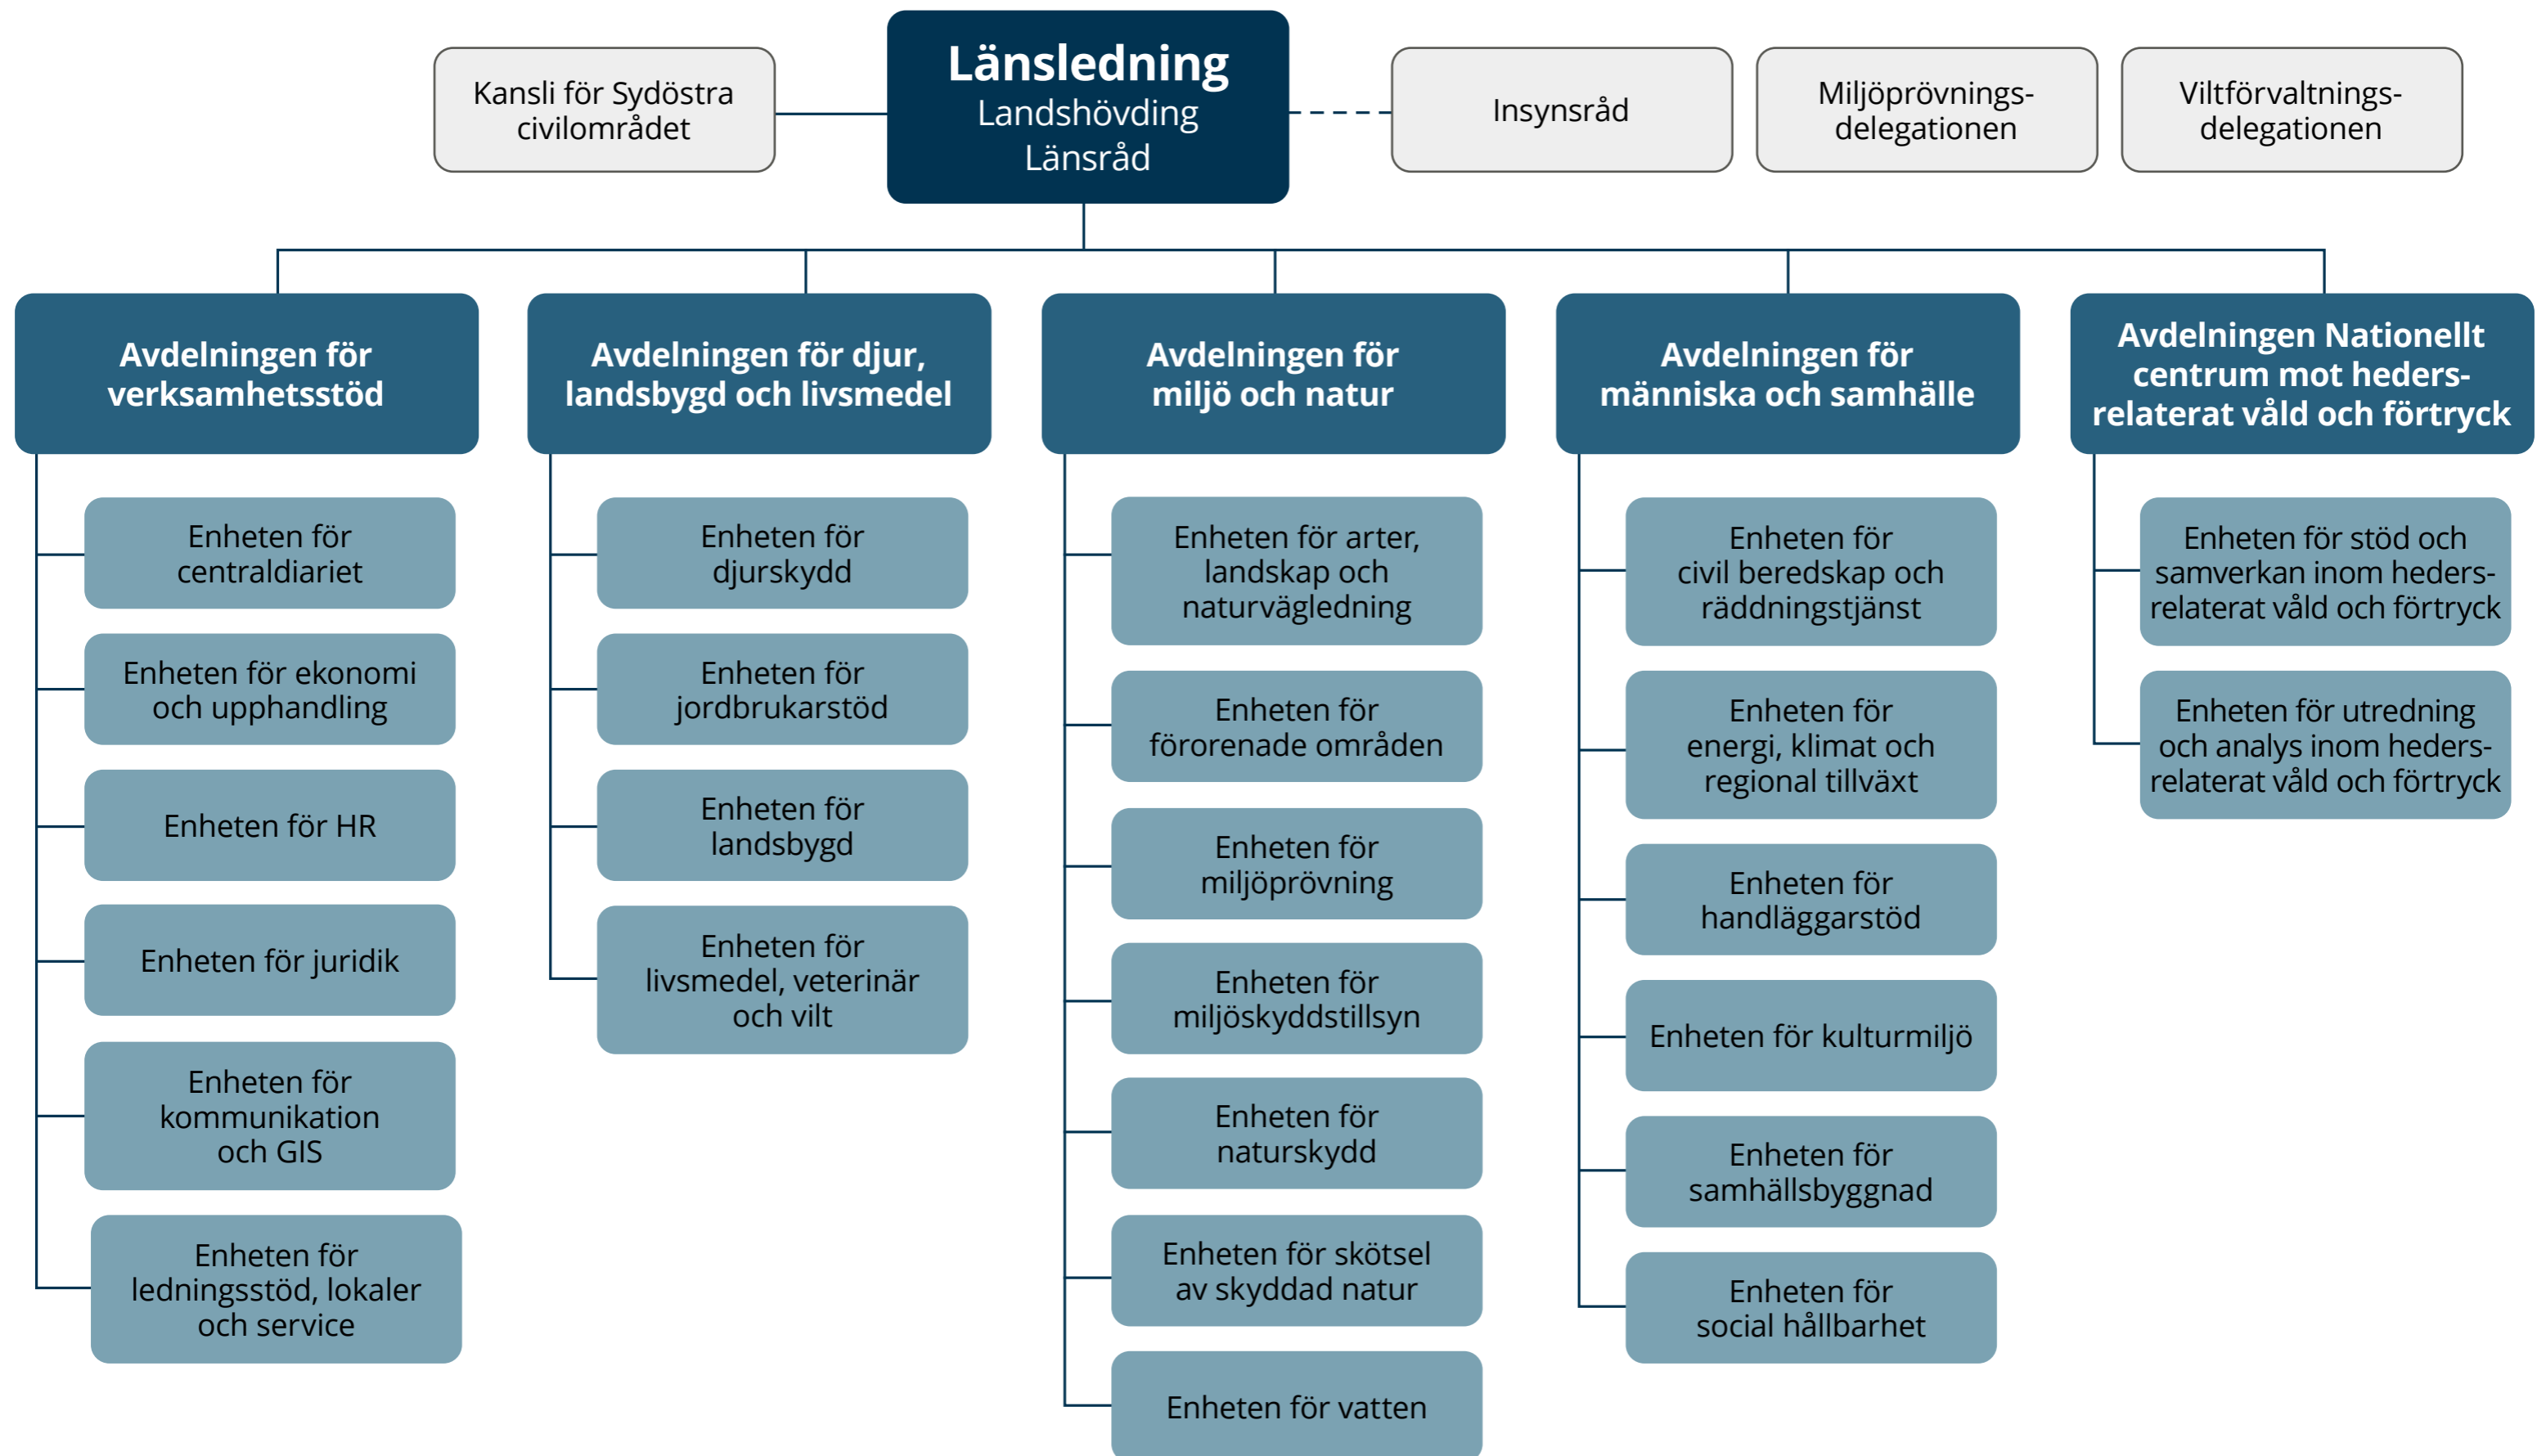 Kansli för Sydöstra
civilområdet
Länsledning
Landshövding
Länsråd
Insynsråd
Miljöprövnings-
delegationen
Viltförvaltnings-
delegationen
Avdelningen för
verksamhetsstöd
Enheten för
centraldiariet
Enheten för ekonomi
och upphandling
Enheten för HR
Enheten för juridik
Enheten för
kommunikation
och GIS
Enheten för
ledningsstöd, lokaler
och service
Avdelningen för djur,
landsbygd och livsmedel
Enheten för
djurskydd
Enheten för
jordbrukarstöd
Enheten för
landsbygd
Enheten för
livsmedel, veterinär
och vilt
Avdelningen för
miljö och natur
Enheten för arter,
landskap och
naturvägledning
Enheten för
förorenade områden
Enheten för
miljöprövning
Enheten för
miljöskyddstillsyn
Enheten för
naturskydd
Enheten för skötsel
av skyddad natur
Enheten för vatten
Avdelningen för
människa och samhälle
Enheten för
civil beredskap och
räddningstjänst
Enheten för
energi, klimat och
regional tillväxt
Enheten för
handläggarstöd
Enheten för kulturmiljö
Enheten för
samhällsbyggnad
Enheten för
social hållbarhet
Avdelningen Nationellt
centrum mot heders-
relaterat våld och förtryck
Enheten för stöd och
samverkan inom heders-
relaterat våld och förtryck
Enheten för utredning
och analys inom heders-
relaterat våld och förtryck